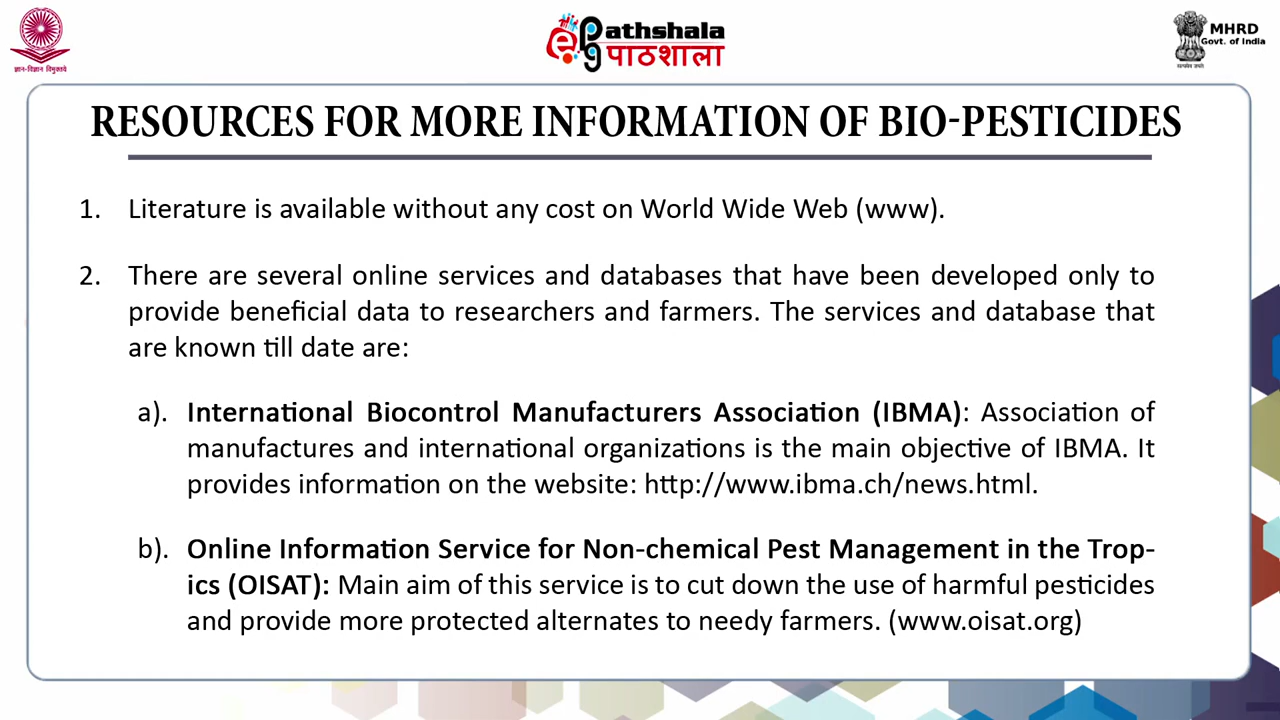 ज्ञान-विज्ञान विमुक्तये
ePG Pathshala
पाठशाला
MHRD
Govt. of India
सत्यमेव जयते
RESOURCES FOR MORE INFORMATION OF BIO-PESTICIDES
1. Literature is available without any cost on World Wide Web (www).
2. There are several online services and databases that have been developed only to
provide beneficial data to researchers and farmers. The services and database that
are known till date are:
a). International Biocontrol Manufacturers Association (IBMA): Association of
manufactures and international organizations is the main objective of IBMA. It
provides information on the website: http://www.ibma.ch/news.html.
b). Online Information Service for Non-chemical Pest Management in the Trop-
ics (OISAT): Main aim of this service is to cut down the use of harmful pesticides
and provide more protected alternates to needy farmers. (www.oisat.org)